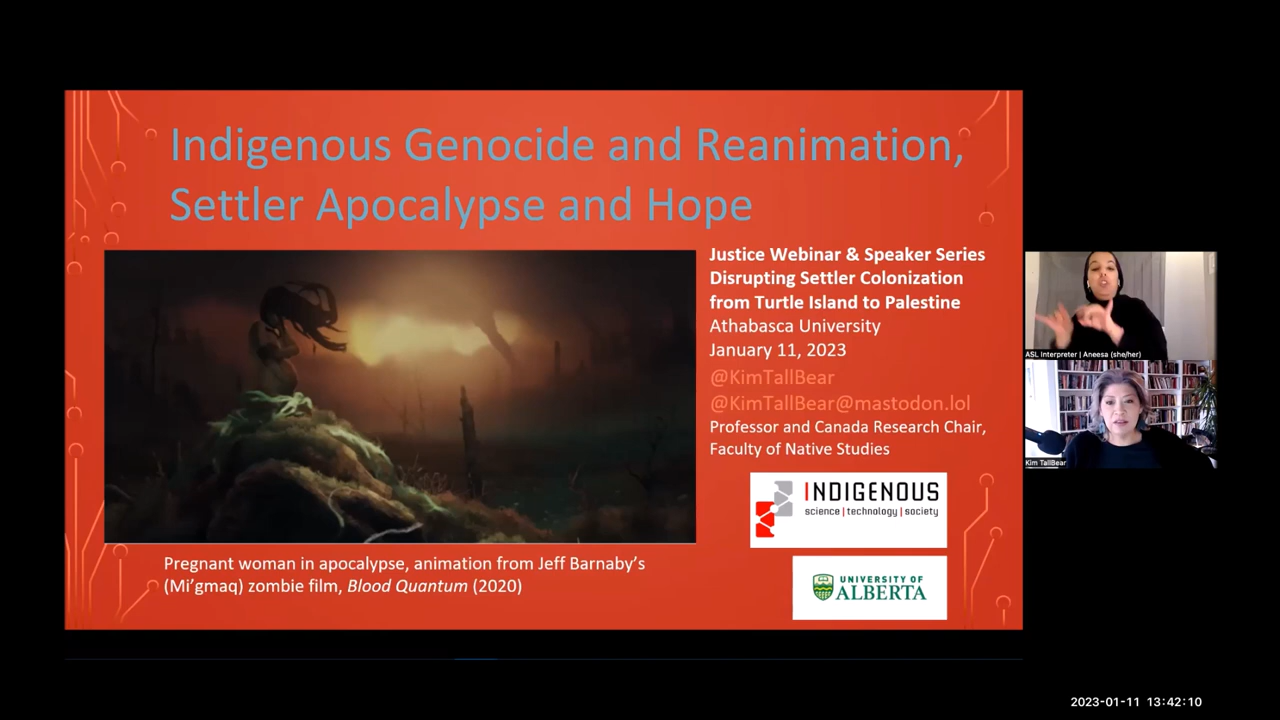 Indigenous Genocide and Reanimation,
Settler Apocalypse and Hope
Justice Webinar & Speaker Series
Disrupting Settler Colonization
from Turtle Island to Palestine
Athabasca University
January 11, 2023
@KimTallBear
@KimTallBear@mastodon.lol
Professor and Canada Research Chair,
Faculty of Native Studies
INDIGENOUS
science | technology | society
UNIVERSITY OF
ALBERTA
Pregnant woman in apocalypse, animation from Jeff Barnaby’s
(Mi’gmaq) zombie film, Blood Quantum (2020)
ASL Interpreter | Aneesa (she/her)
Kim TallBear
2023-01-11 13:42:10